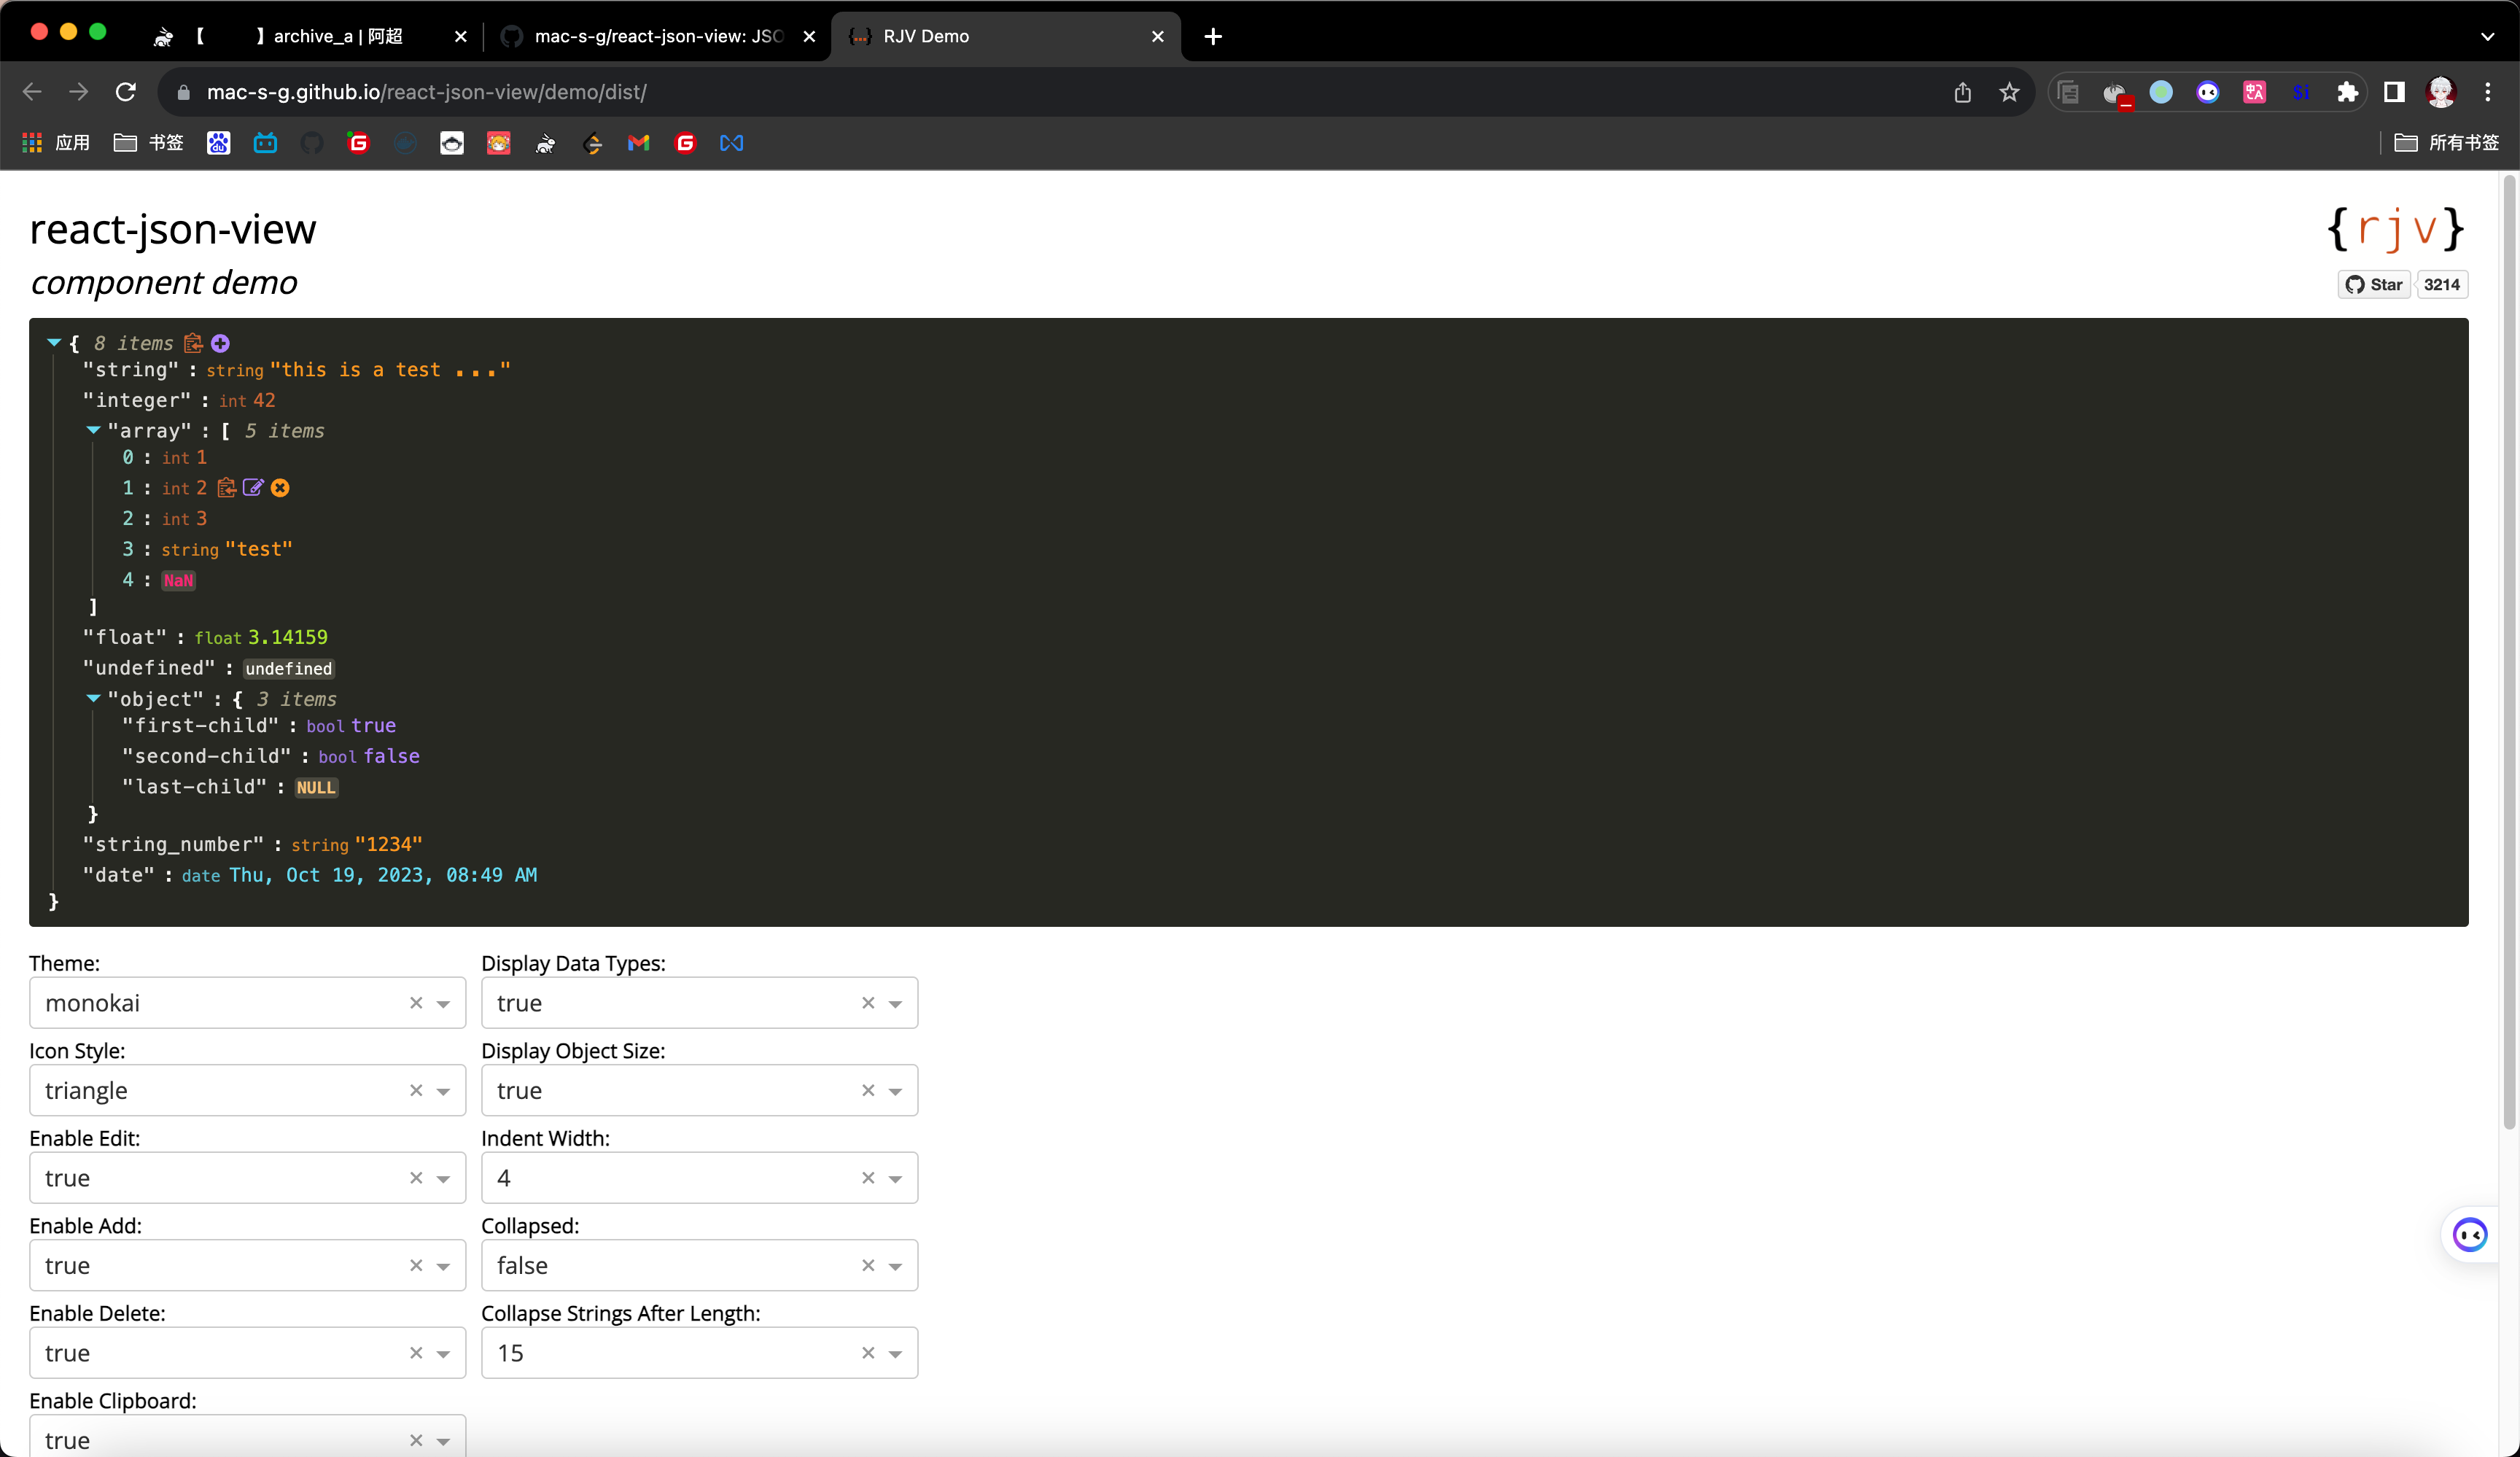 【 】archive_a | 阿超
mac-s-g/react-json-view: JSO
RJV Demo
mac-s-g.github.io/react-json-view/demo/dist/
应用
书签
所有书签
react-json-view
component demo
{rjv}
Star
3214
{ 8 items
"string" : string "this is a test ..."
"integer" : int 42
"array" : [ 5 items
0 : int 1
1 : int 2
2 : int 3
3 : string "test"
4 : NaN
]
"float" : float 3.14159
"undefined" : undefined
"object" : { 3 items
"first-child" : bool true
"second-child" : bool false
"last-child" : NULL
}
"string_number" : string "1234"
"date" : date Thu, Oct 19, 2023, 08:49 AM
}
Theme:
monokai
Display Data Types:
true
Icon Style:
triangle
Display Object Size:
true
Enable Edit:
true
Indent Width:
4
Enable Add:
true
Collapsed:
false
Enable Delete:
true
Collapse Strings After Length:
15
Enable Clipboard:
true